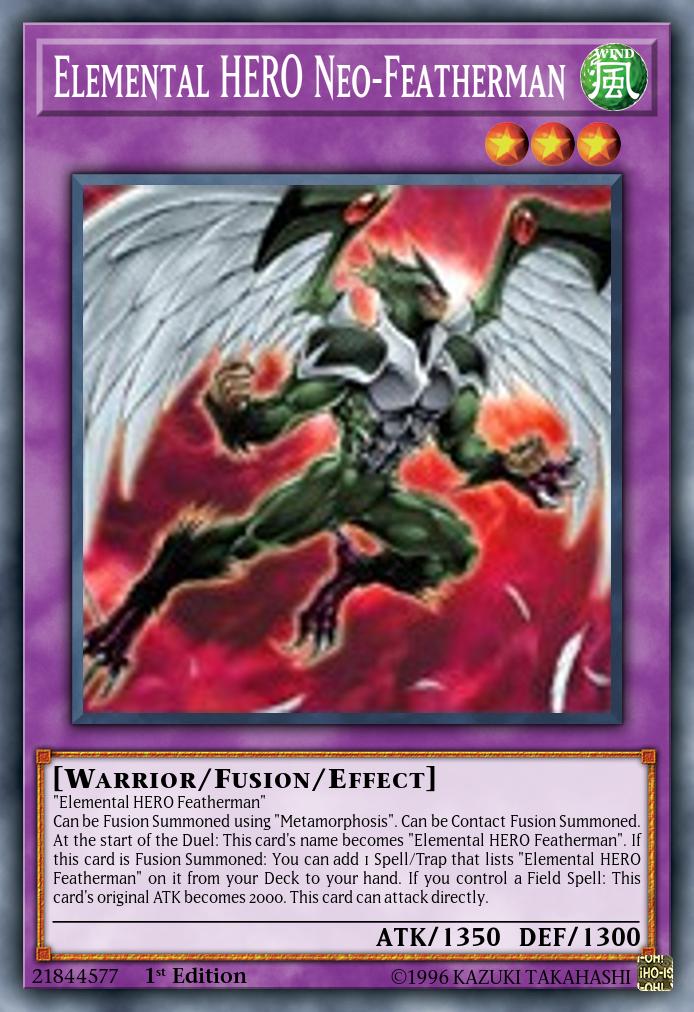 Elemental HERO Neo-Featherman
WIND
風
[Warrior/Fusion/Effect]
"Elemental HERO Featherman"
Can be Fusion Summoned using "Metamorphosis". Can be Contact Fusion Summoned.
At the start of the Duel: This card's name becomes "Elemental HERO Featherman". If
this card is Fusion Summoned: You can add 1 Spell/Trap that lists "Elemental HERO
Featherman" on it from your Deck to your hand. If you control a Field Spell: This
card's original ATK becomes 2000. This card can attack directly.
ATK/1350 DEF/1300
21844577 1st Edition ©1996 KAZUKI TAKAHASHI